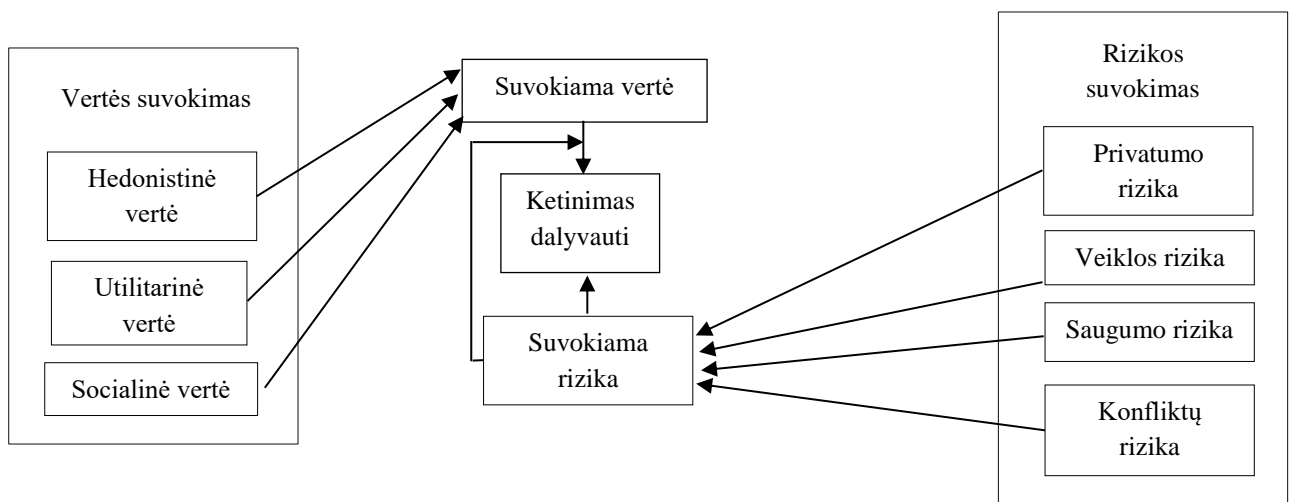 Vertės suvokimas
Hedonistinė
vertė
Utilitarinė
vertė
Socialinė vertė
Suvokiama vertė
Ketinimas
dalyvauti
Suvokiama
rizika
Rizikos
suvokimas
Privatumo
rizika
Veiklos rizika
Saugumo rizika
Konfliktų
rizika